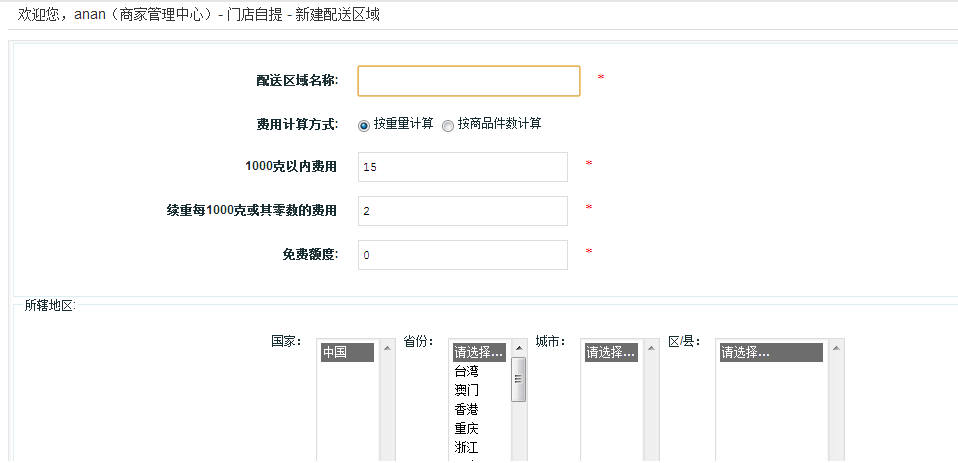 欢迎您，anan（商家管理中心）- 门店自提 - 新建配送区域
配送区域名称: *
费用计算方式: 按重量计算 按商品件数计算
1000克以内费用 15 *
续重每1000克或其零数的费用 2 *
免费额度: 0 *
所辖地区:
国家： 中国 省份： 请选择... 城市： 请选择... 区/县： 请选择...
台湾
澳门
香港
重庆
浙江